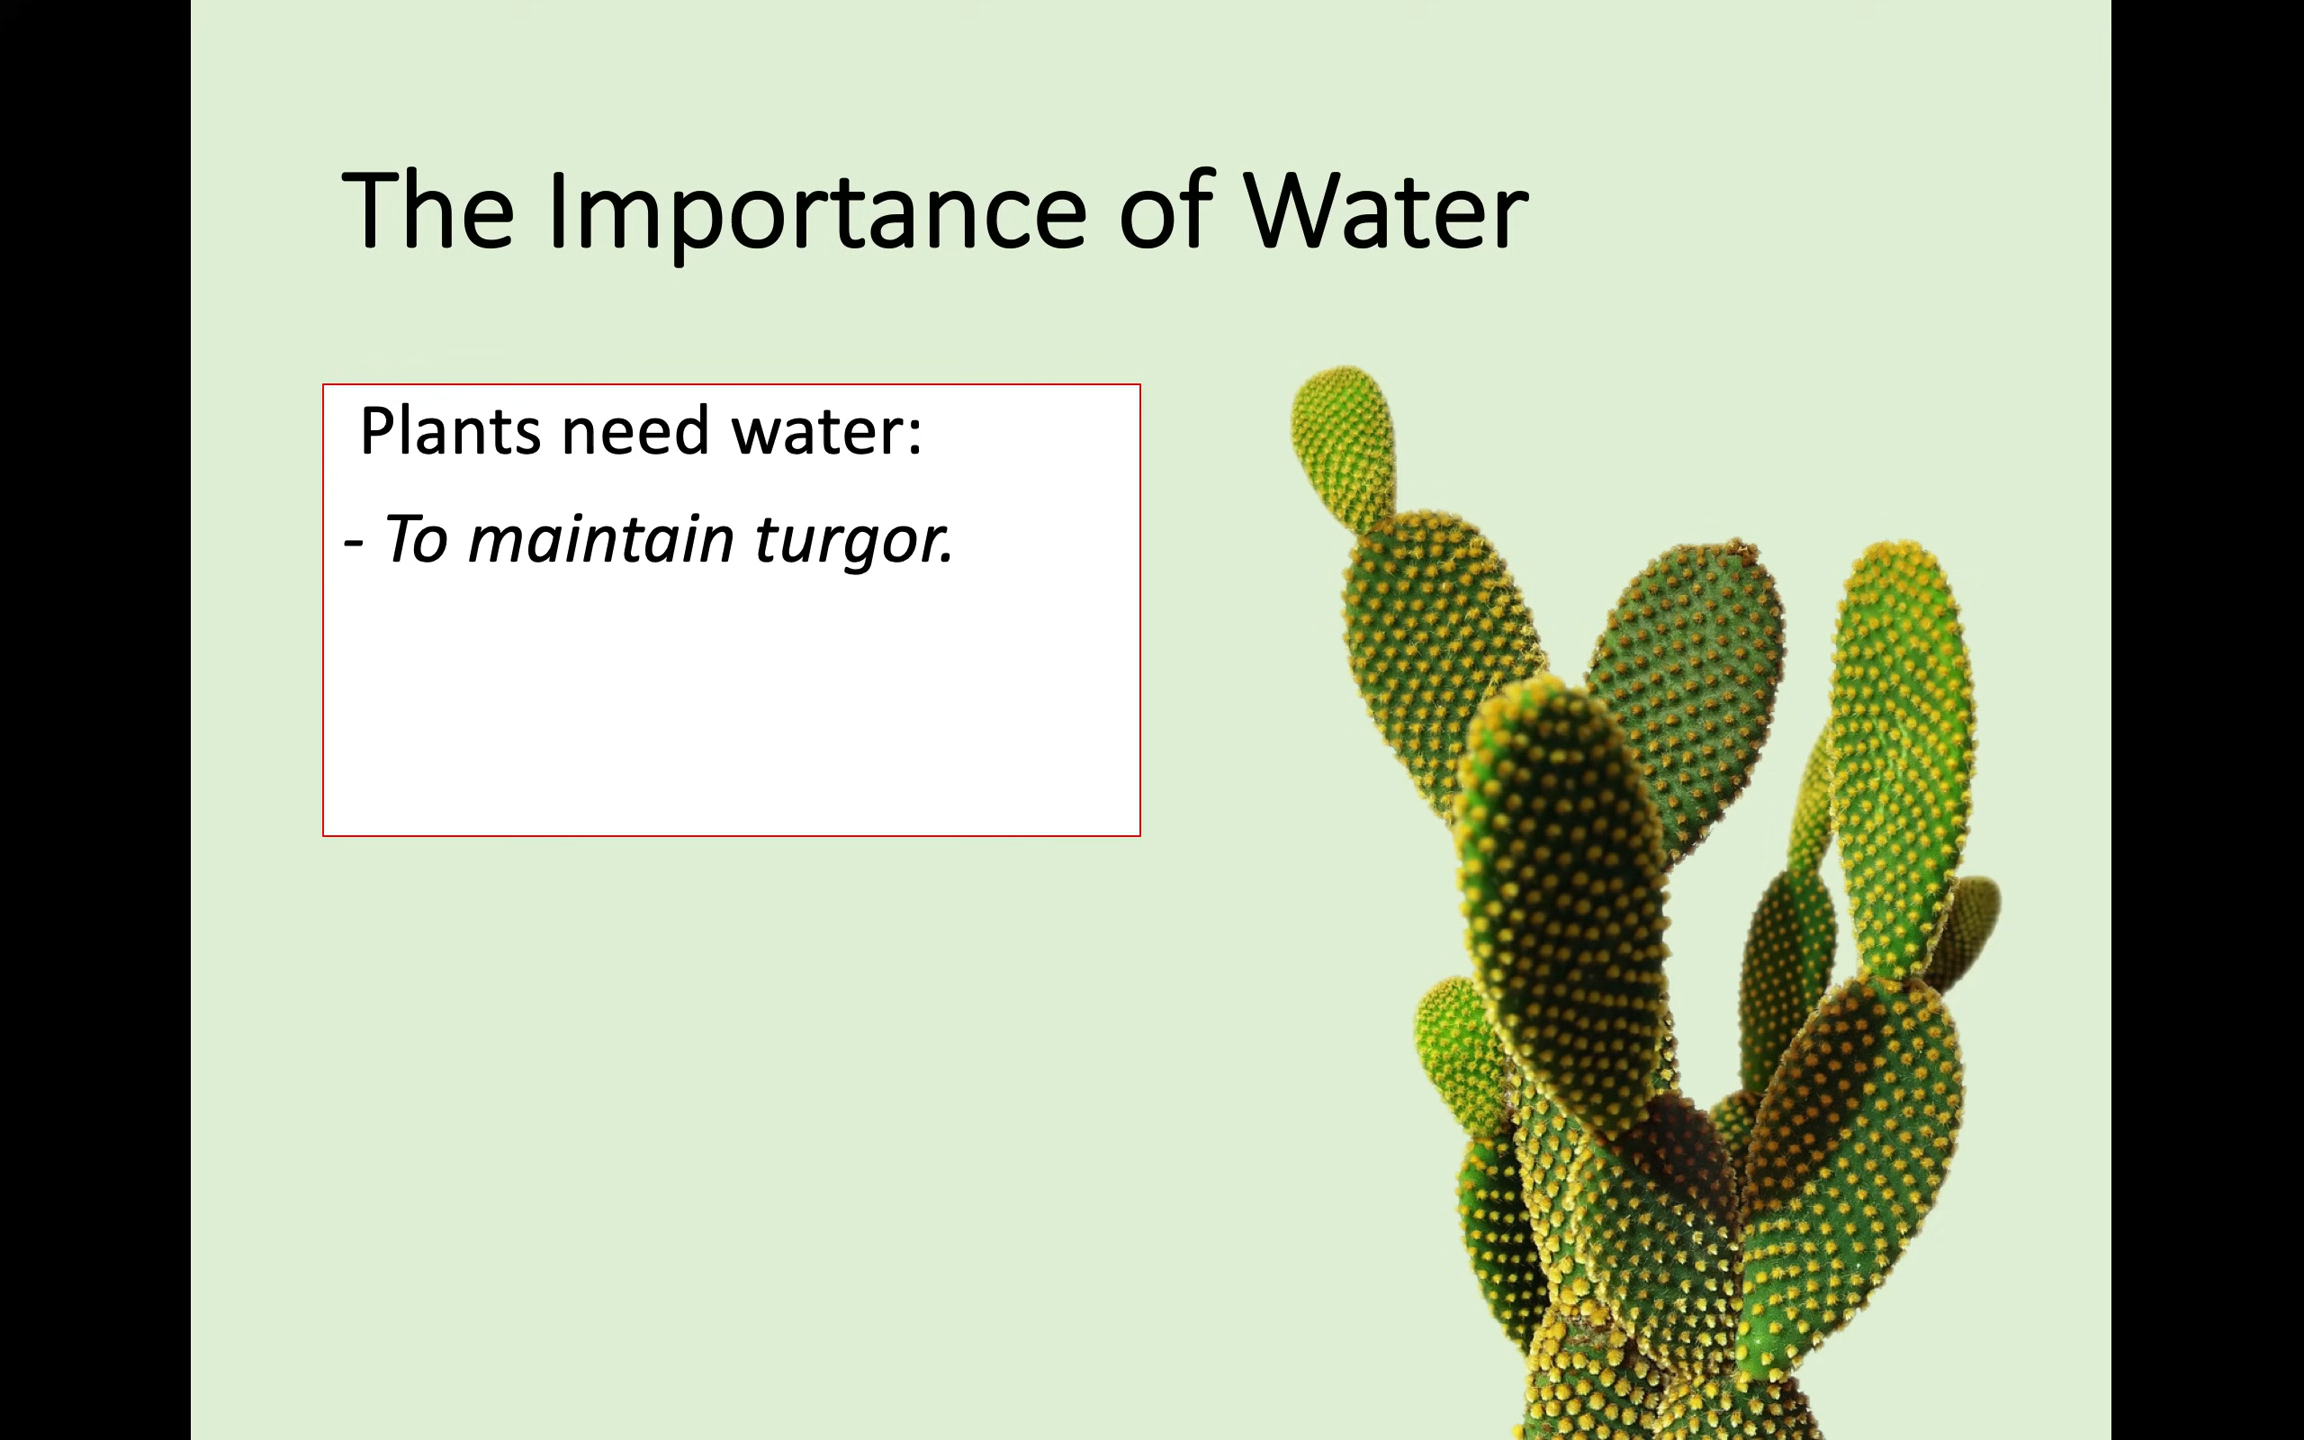 The Importance of Water
Plants need water:
- To maintain turgor.